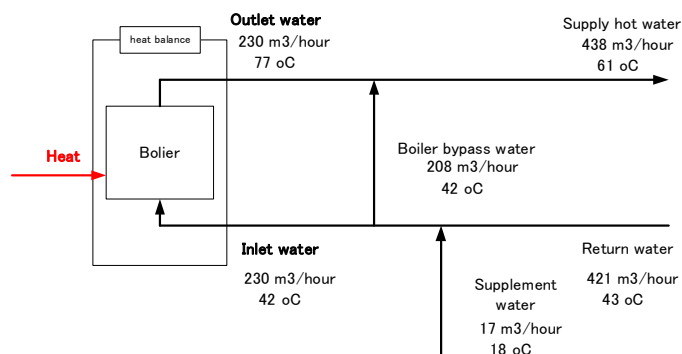 Outlet water
230 m3/hour
77 oC
Supply hot water
438 m3/hour
61 oC
heat balance
Bolier
Heat
Boiler bypass water
208 m3/hour
42 oC
Inlet water
230 m3/hour
42 oC
Return water
421 m3/hour
43 oC
Supplement
water
17 m3/hour
18 oC